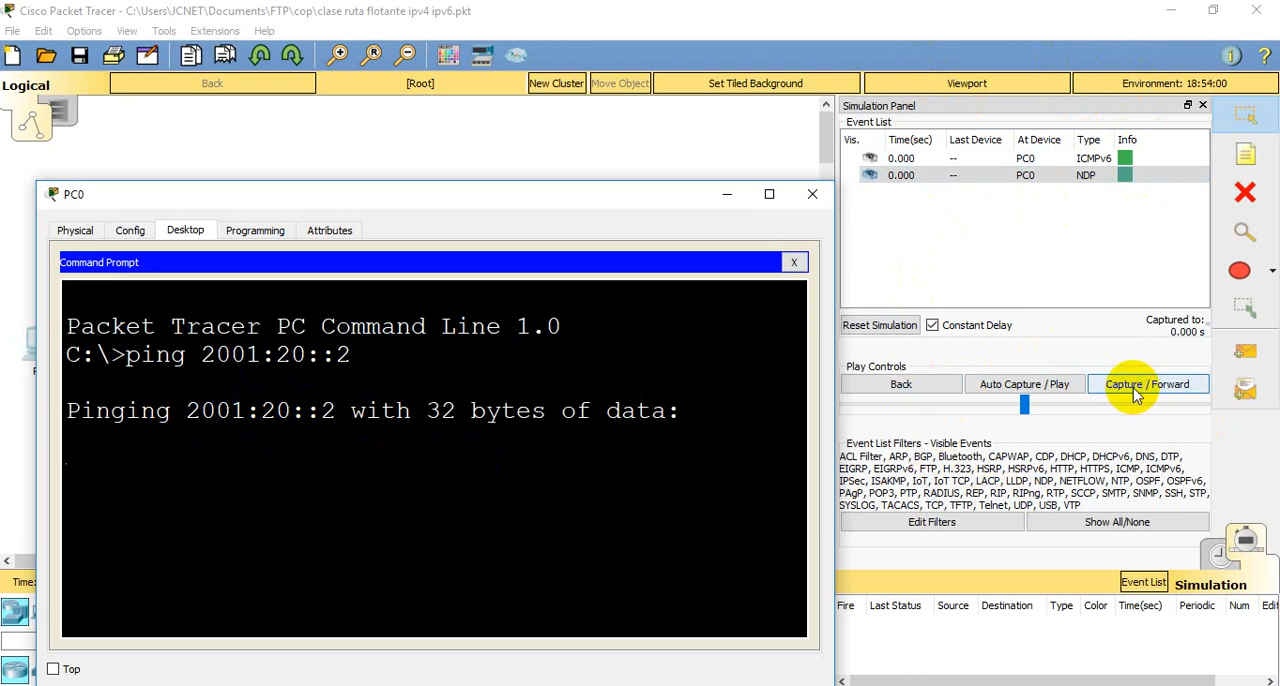 Cisco Packet Tracer - C:\Users\JCNET\Documents\FTP\cop\clase ruta flotante ipv4 ipv6.pkt
File Edit Options View Tools Extensions Help
Logical Back [Root] New Cluster Move Object Set Tiled Background Viewport Environment: 18:54:00
Simulation Panel
Event List
Vis. Time(sec) Last Device At Device Type Info
0.000 -- PC0 ICMPv6
0.000 -- PC0 NDP
PC0
Physical Config Desktop Programming Attributes
Command Prompt X
Packet Tracer PC Command Line 1.0
C:\>ping 2001:20::2
Pinging 2001:20::2 with 32 bytes of data:
Top
Reset Simulation Constant Delay Captured to:
0.000 s
Play Controls
Back Auto Capture / Play Capture / Forward
Event List Filters - Visible Events
ACL Filter, ARP, BGP, Bluetooth, CAPWAP, CDP, DHCP, DHCPv6, DNS, DTP,
EIGRP, EIGRPv6, FTP, H.323, HSRP, HSRPv6, HTTP, HTTPS, ICMP, ICMPv6,
IPSec, ISAKMP, IoT, IoT TCP, LACP, LLDP, NDP, NETFLOW, NTP, OSPF, OSPFv6,
PAgP, POP3, PTP, RADIUS, REP, RIP, RIPng, RTP, SCCP, SMTP, SNMP, SSH, STP,
SYSLOG, TACACS, TCP, TFTP, Telnet, UDP, USB, VTP
Edit Filters Show All/None
Time: Event List Simulation
Fire Last Status Source Destination Type Color Time(sec) Periodic Num Edi